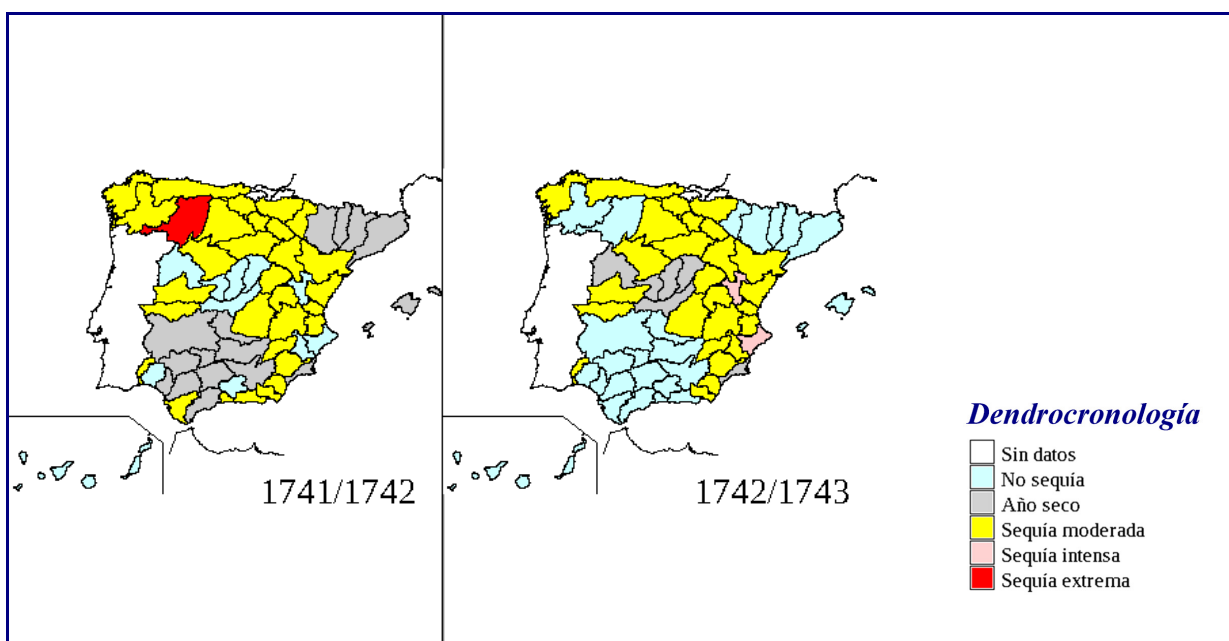 1741/1742
1742/1743
Dendrocronología
Sin datos
No sequía
Año seco
Sequía moderada
Sequía intensa
Sequía extrema